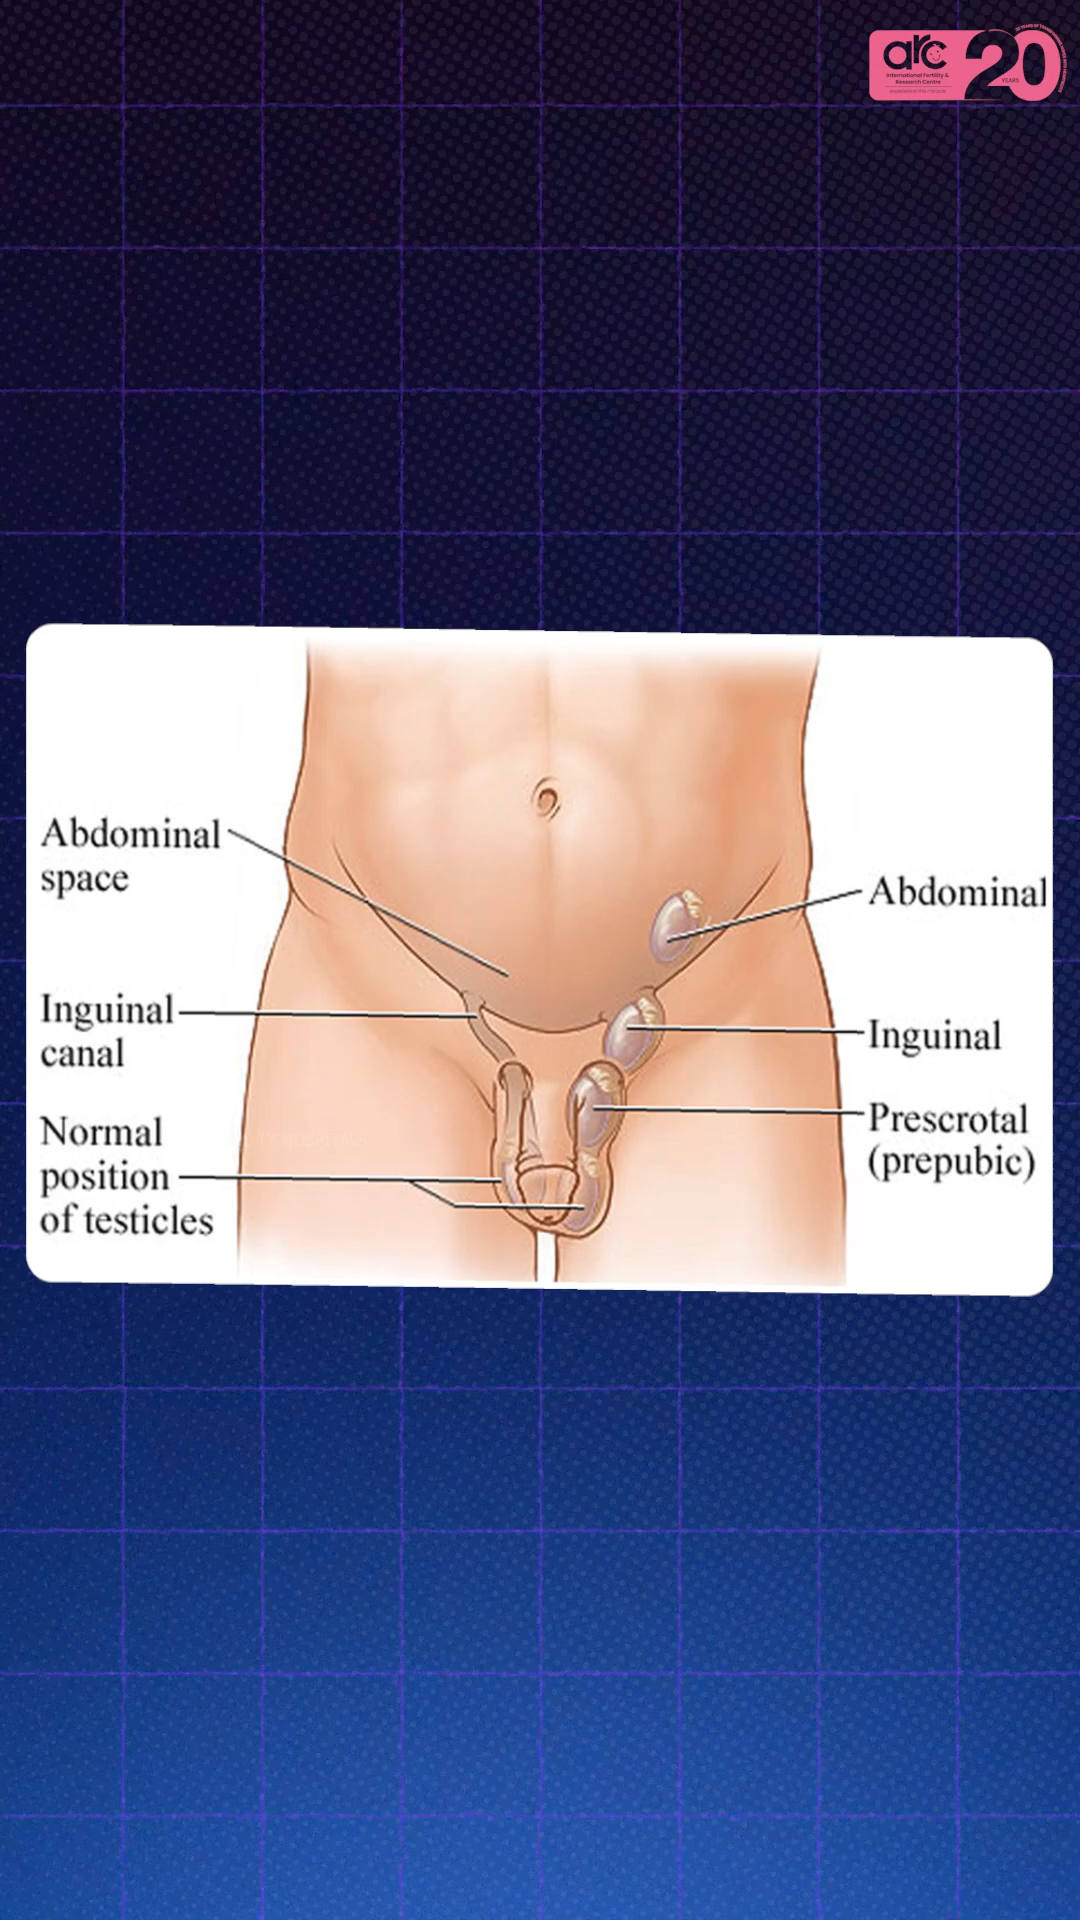 arc
International Fertility &
Research Centre
20
YEARS
Abdominal
space
Inguinal
canal
Normal
position
of testicles
Abdominal
Inguinal
Prescrotal
(prepubic)